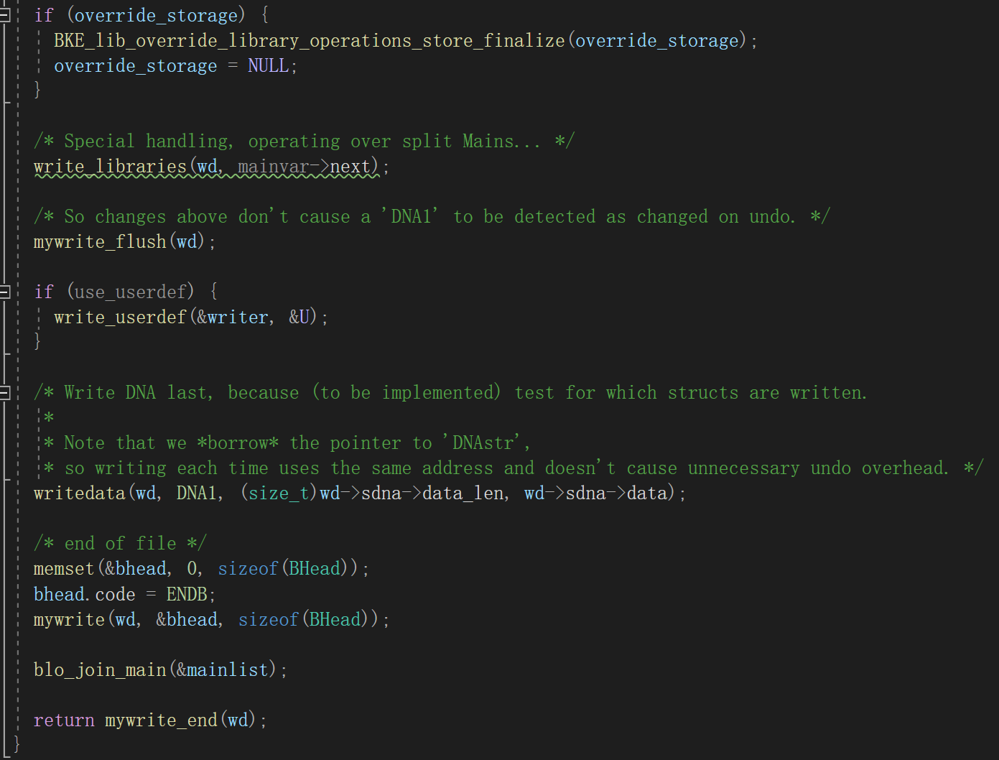 if (override_storage) {
BKE_lib_override_library_operations_store_finalize(override_storage);
override_storage = NULL;
}
/* Special handling, operating over split Mains... */
write_libraries(wd, mainvar->next);
/* So changes above don't cause a 'DNA1' to be detected as changed on undo. */
mywrite_flush(wd);
if (use_userdef) {
write_userdef(&writer, &U);
}
/* Write DNA last, because (to be implemented) test for which structs are written.
*
* Note that we *borrow* the pointer to 'DNAstr',
* so writing each time uses the same address and doesn't cause unnecessary undo overhead. */
writedata(wd, DNA1, (size_t)wd->sdna->data_len, wd->sdna->data);
/* end of file */
memset(&bhead, 0, sizeof(BHead));
bhead.code = ENDB;
mywrite(wd, &bhead, sizeof(BHead));
blo_join_main(&mainlist);
return mywrite_end(wd);
}